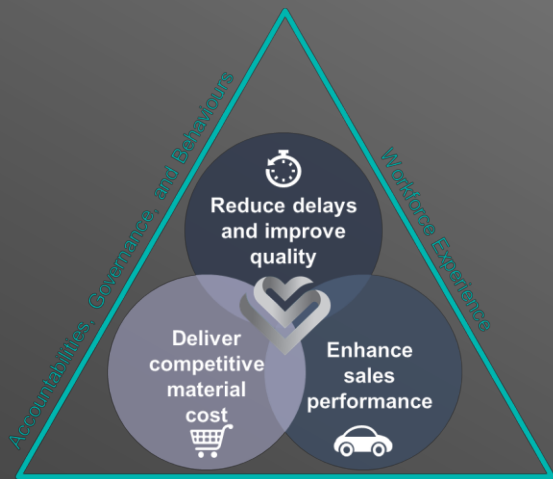 Accountabilities, Governance, and Behaviours
Workforce Experience
Reduce delays
and improve
quality
Deliver
competitive
material
cost
Enhance
sales
performance